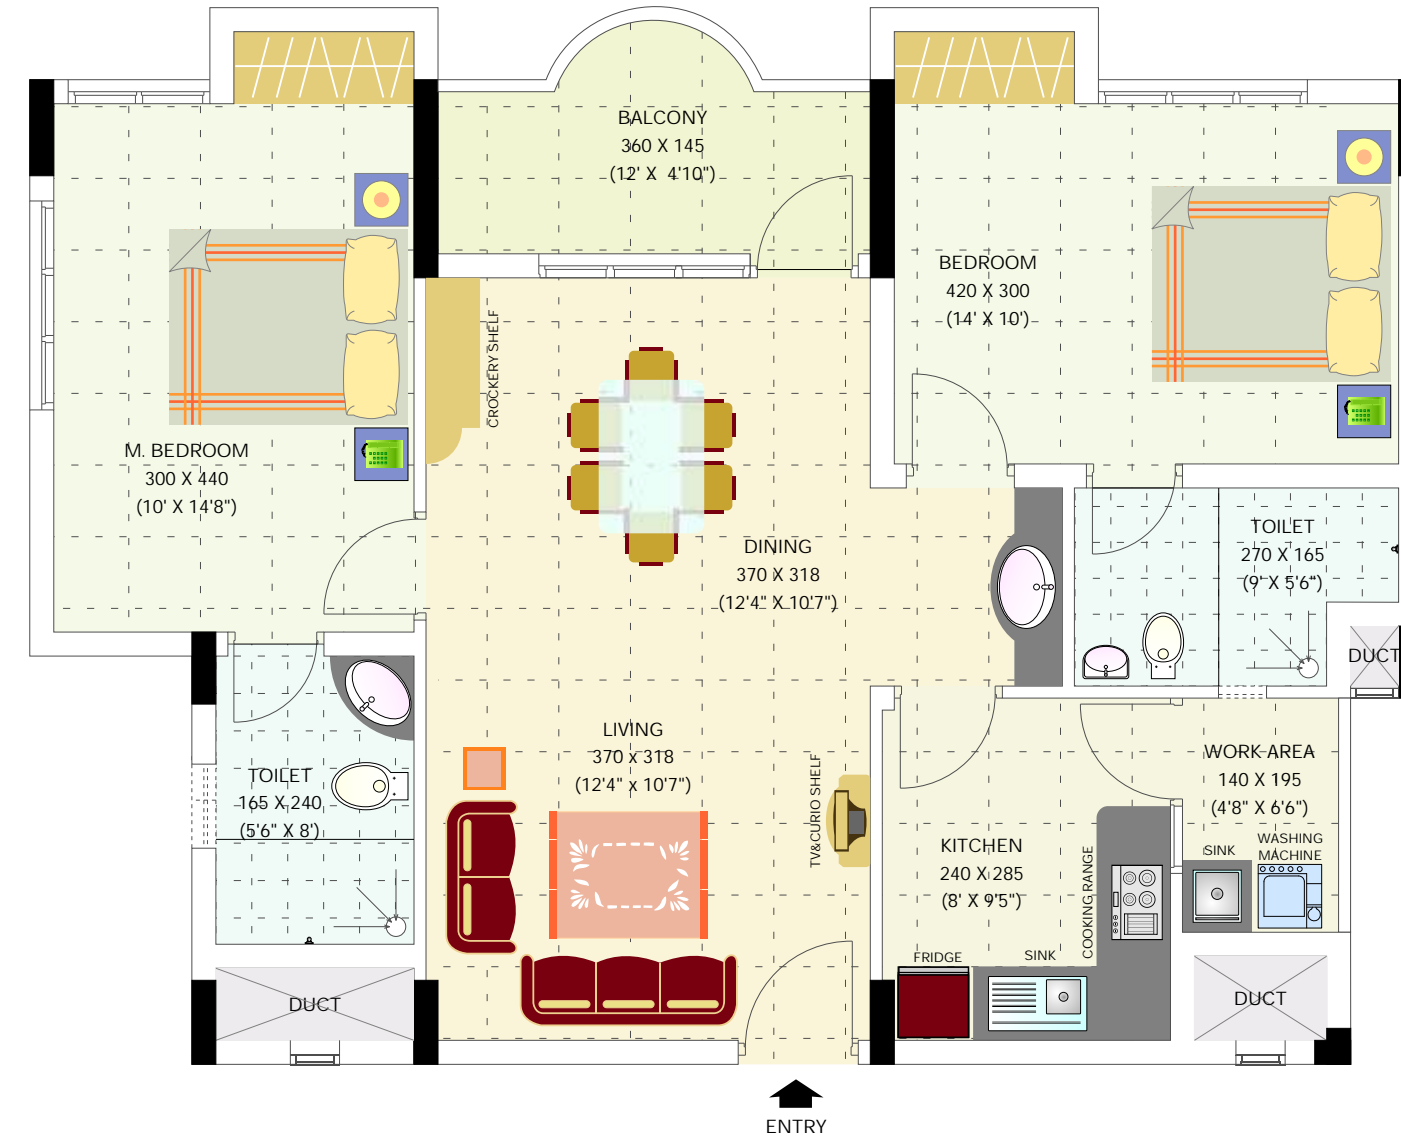 BALCONY
360 X 145
(12' X 4'10")
BEDROOM
420 X 300
(14' X 10')
CROCKERY SHELF
M. BEDROOM
300 X 440
(10' X 14'8")
DINING
370 X 318
(12'4" X 10'7")
TOILET
270 X 165
(9' X 5'6")
DUCT
LIVING
370 X 318
(12'4" x 10'7")
TV&CURIO SHELF
TOILET
165 X 240
(5'6" X 8')
WORK AREA
140 X 195
(4'8" X 6'6")
KITCHEN
240 X 285
(8' X 9'5")
COOKING RANGE
SINK
WASHING
MACHINE
FRIDGE
SINK
DUCT
DUCT
ENTRY